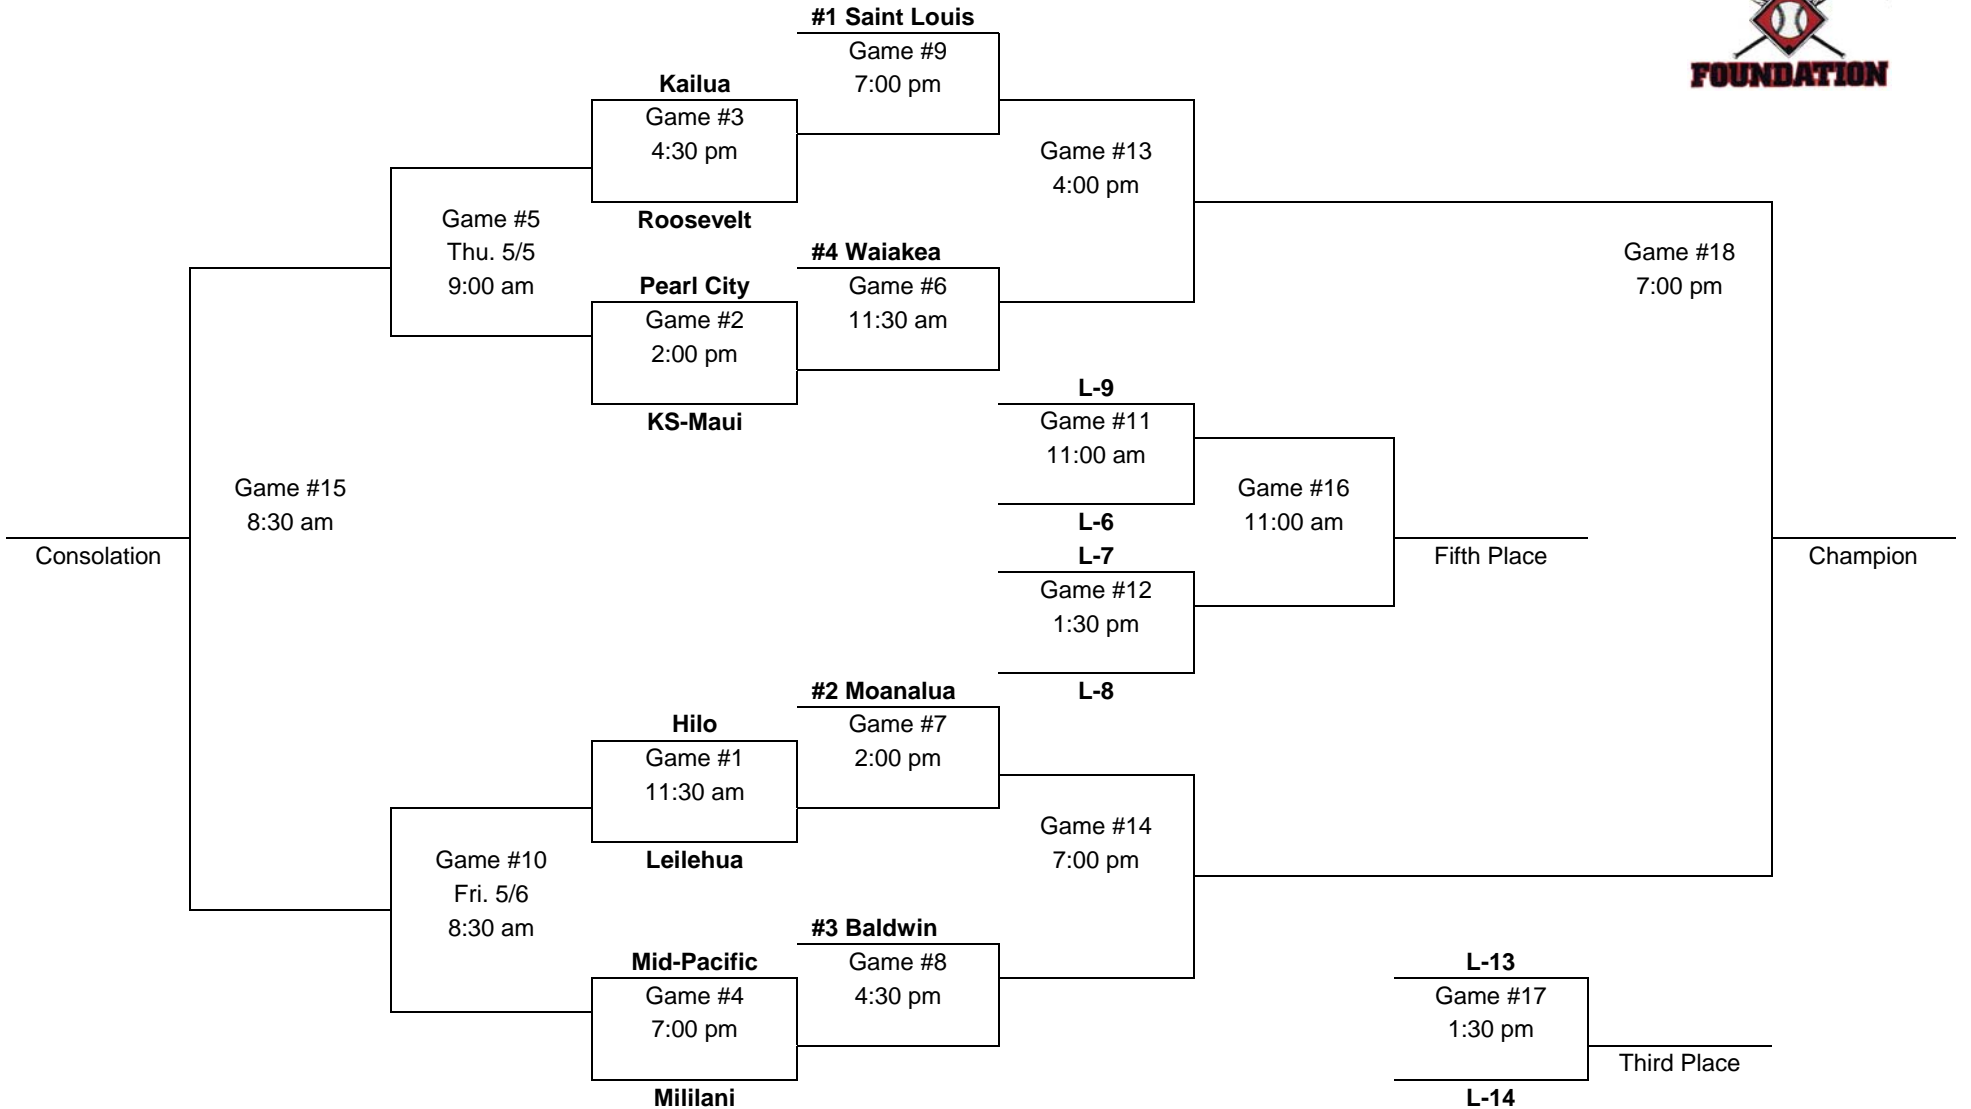 #1 Saint Louis
Game #9
7:00 pm
FOUNDATION
Kailua
Game #3
4:30 pm
Roosevelt
Game #13
4:00 pm
Game #5
Thu. 5/5
9:00 am
#4 Waiakea
Game #6
11:30 am
Game #18
7:00 pm
Pearl City
Game #2
2:00 pm
KS-Maui
L-9
Game #11
11:00 am
L-6
Game #15
8:30 am
Game #16
11:00 am
Consolation
L-7
Game #12
1:30 pm
L-8
Fifth Place
Champion
#2 Moanalua
Game #7
2:00 pm
Hilo
Game #1
11:30 am
Leilehua
Game #14
7:00 pm
Game #10
Fri. 5/6
8:30 am
#3 Baldwin
Game #8
4:30 pm
Mid-Pacific
Game #4
7:00 pm
Mililani
L-13
Game #17
1:30 pm
L-14
Third Place